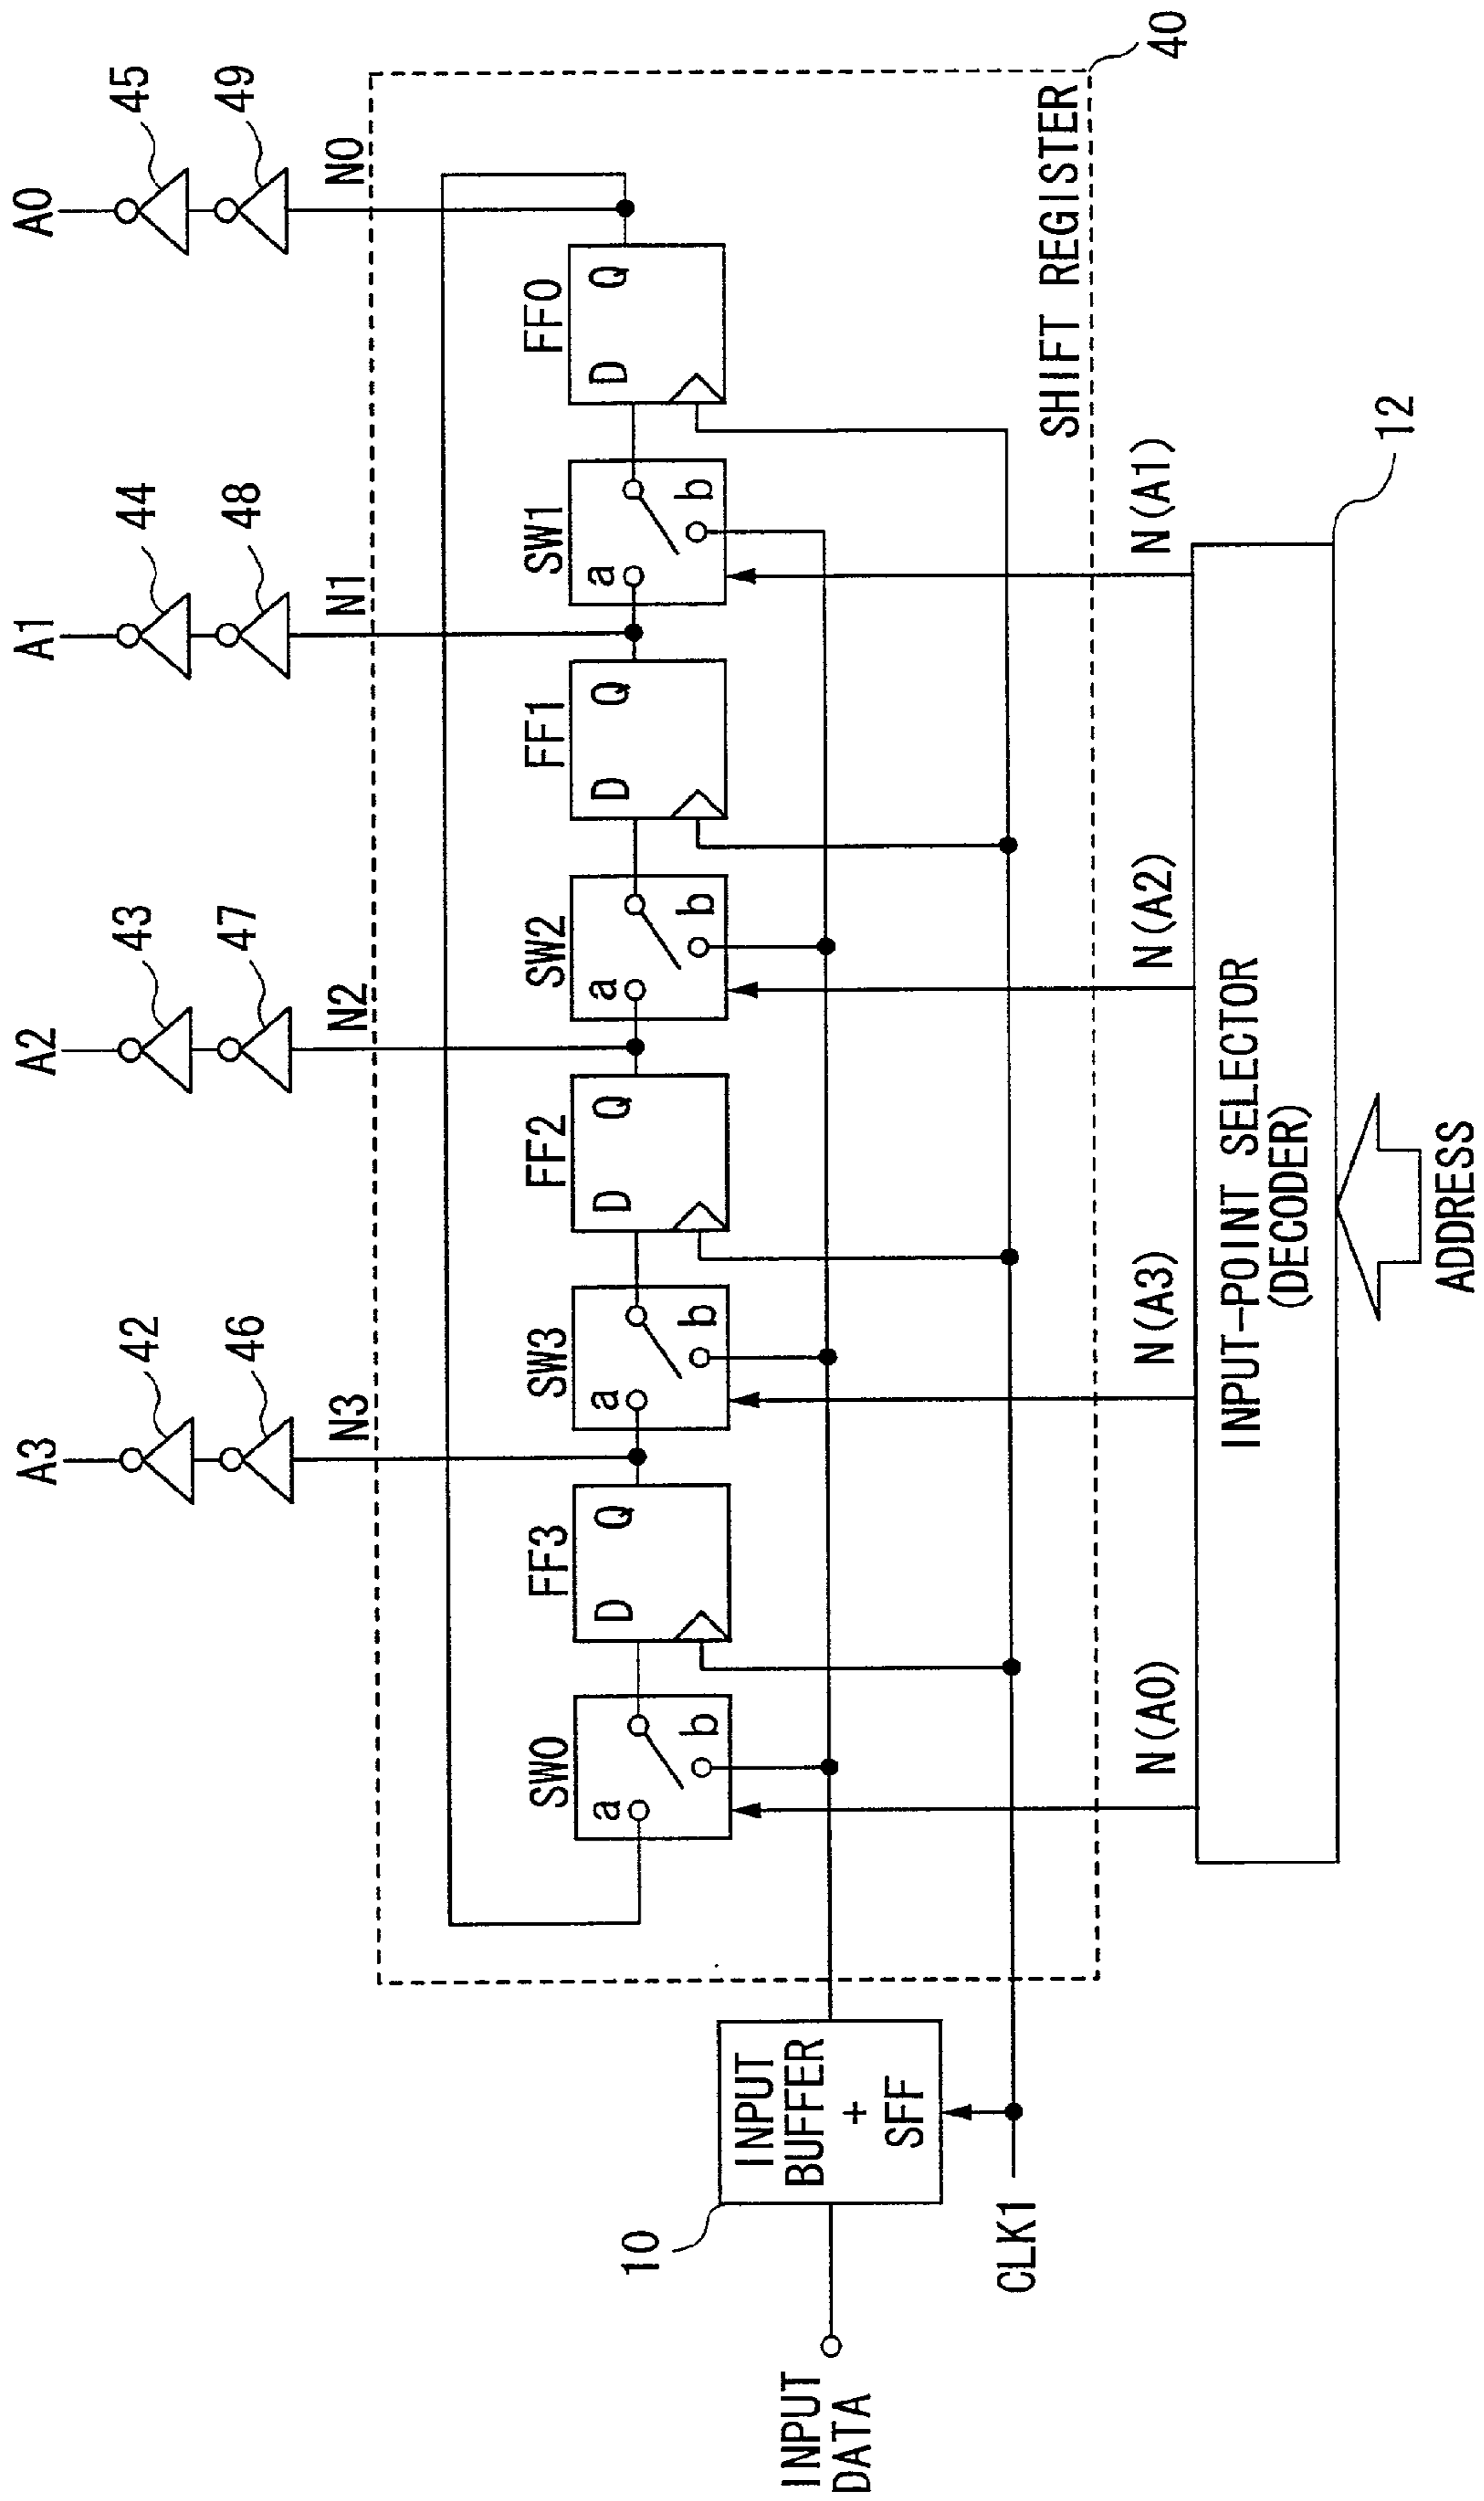 A3
A2
A1
A0
42
43
44
45
46
47
48
49
N3
N2
N1
N0
SW0
FF3
SW3
FF2
SW2
FF1
SW1
FF0
a
b
D
Q
a
b
D
Q
a
b
D
Q
a
b
D
Q
10
INPUT
BUFFER
+
SFF
INPUT
DATA
CLK1
SHIFT REGISTER
40
N(A0)
N(A3)
N(A2)
N(A1)
INPUT-POINT SELECTOR
(DECODER)
12
ADDRESS